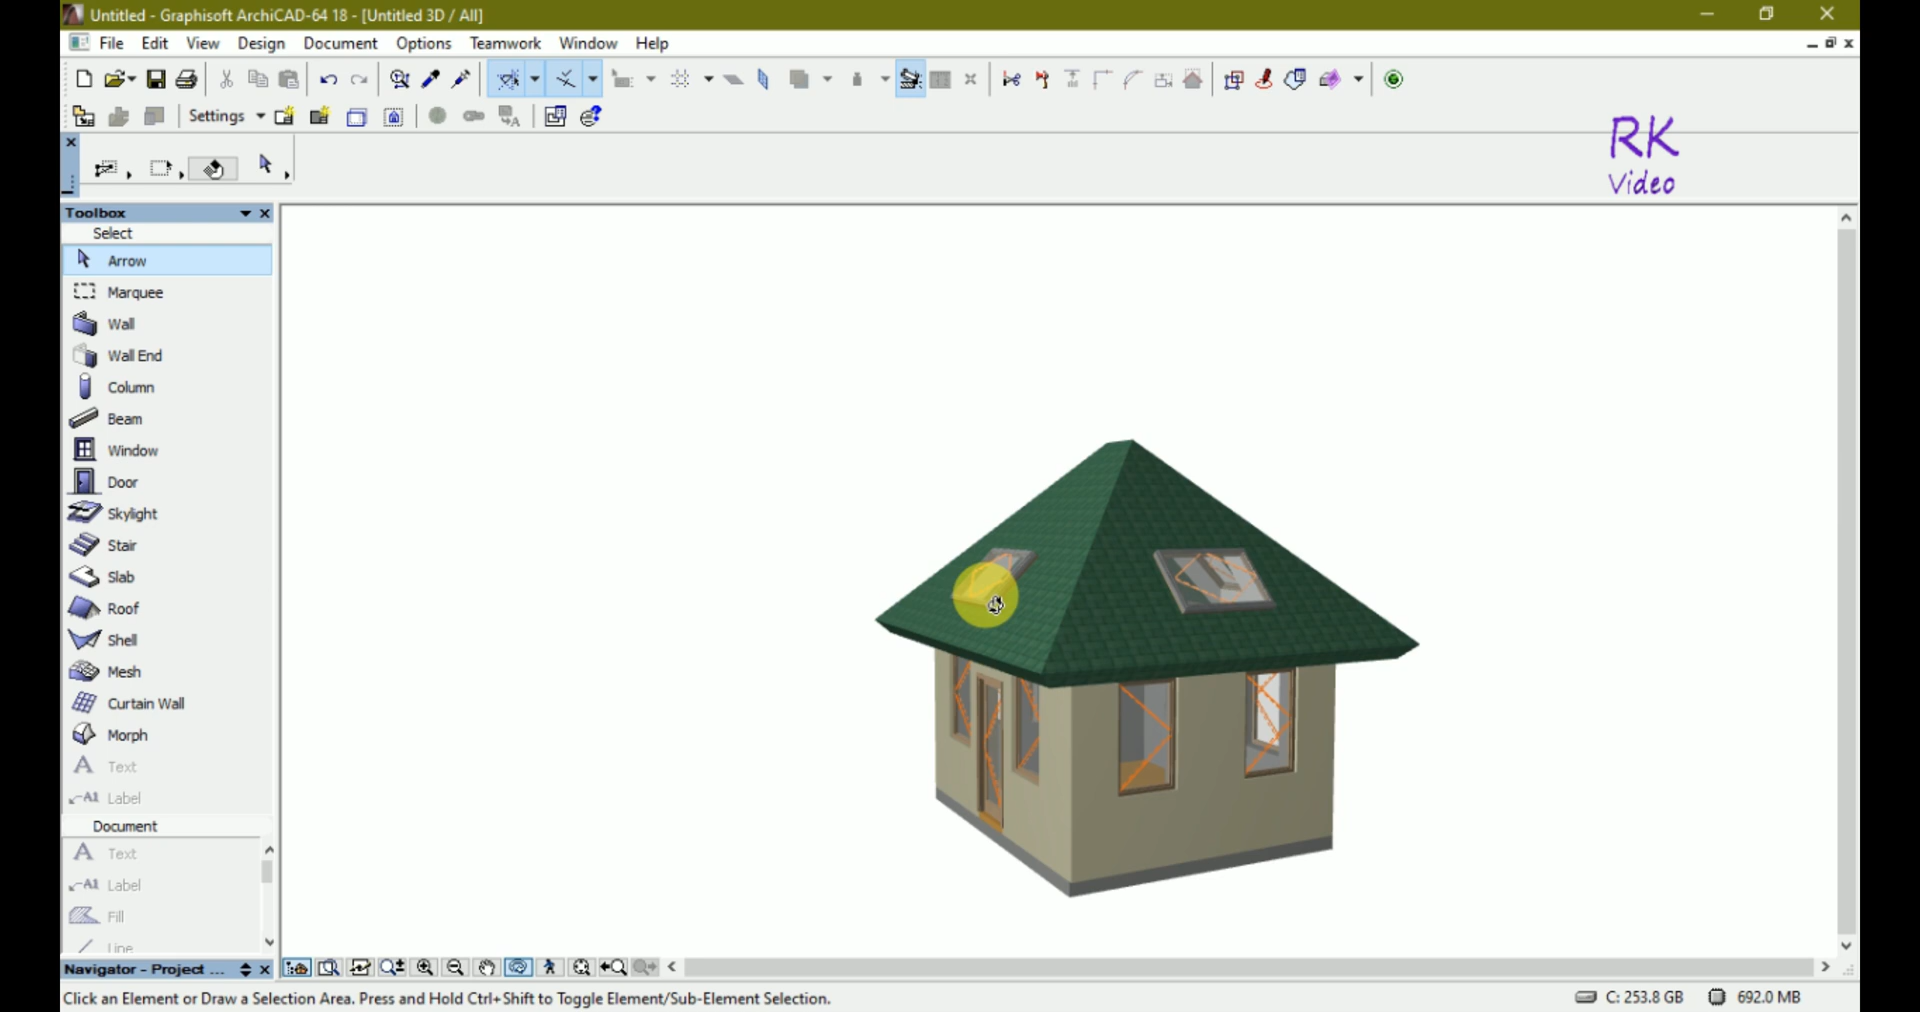 Untitled - Graphisoft ArchiCAD-64 18 - [Untitled 3D / All]
File Edit View Design Document Options Teamwork Window Help
Settings
RK
Video
Toolbox
Select
Arrow
Marquee
Wall
Wall End
Column
Beam
Window
Door
Skylight
Stair
Slab
Roof
Shell
Mesh
Curtain Wall
Morph
A Text
A1 Label
Document
A Text
A1 Label
Fill
Line
Navigator - Project ...
Click an Element or Draw a Selection Area. Press and Hold Ctrl+Shift to Toggle Element/Sub-Element Selection.
C: 253.8 GB 692.0 MB